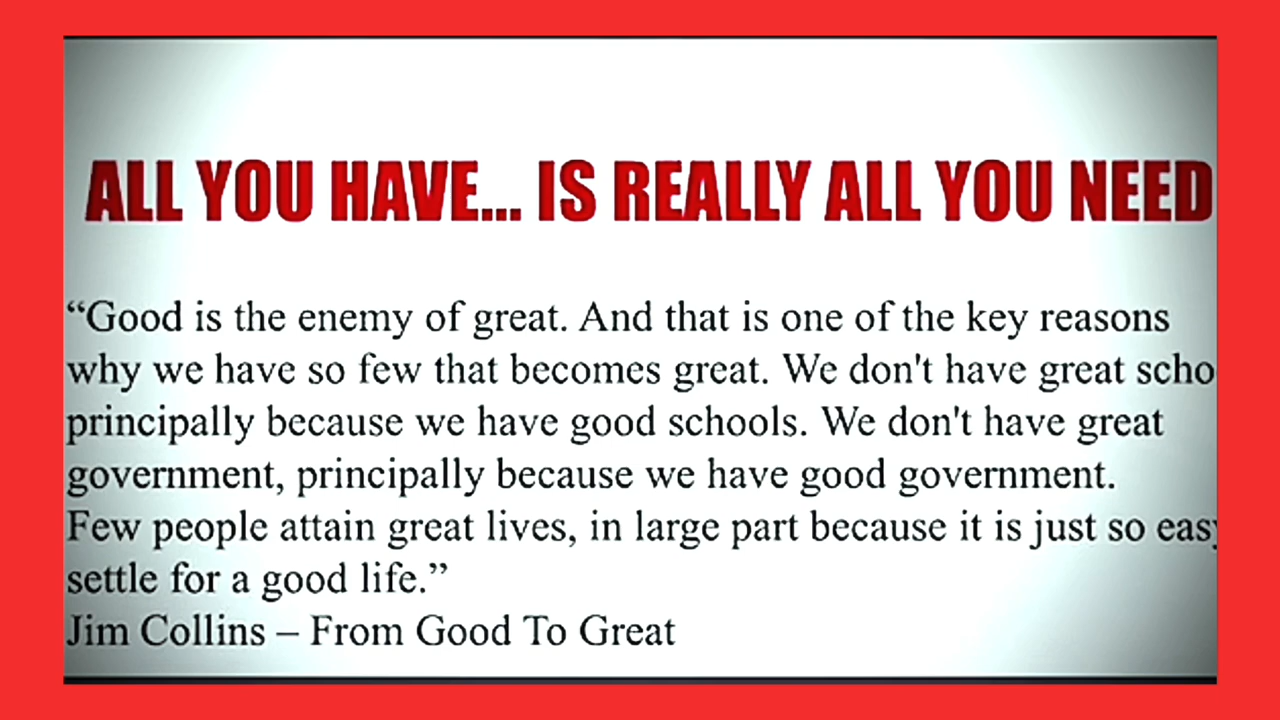 ALL YOU HAVE... IS REALLY ALL YOU NEED
“Good is the enemy of great. And that is one of the key reasons
why we have so few that becomes great. We don't have great scho
principally because we have good schools. We don't have great
government, principally because we have good government.
Few people attain great lives, in large part because it is just so easy
settle for a good life.”
Jim Collins – From Good To Great